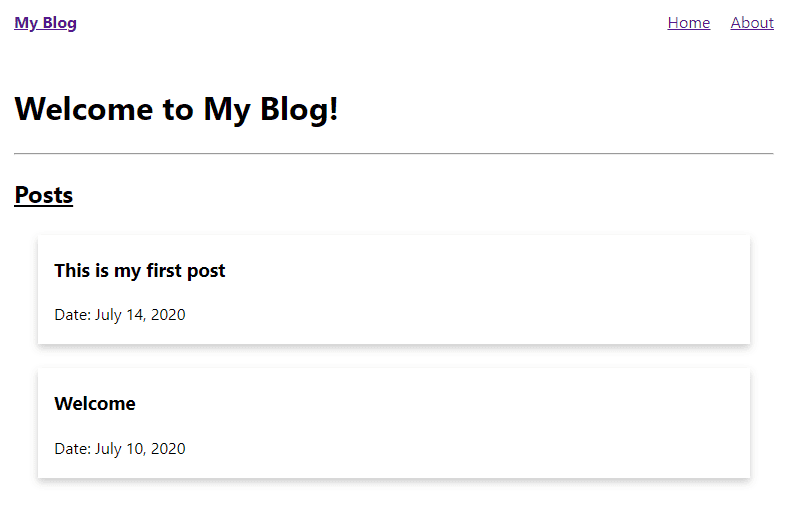 My Blog Home About
Welcome to My Blog!
Posts
This is my first post
Date: July 14, 2020
Welcome
Date: July 10, 2020